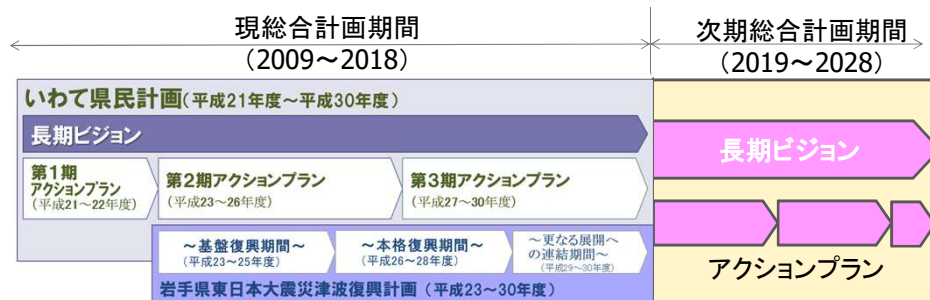 現総合計画期間
（2009～2018）
次期総合計画期間
（2019～2028）
いわて県民計画(平成21年度～平成30年度)
長期ビジョン
長期ビジョン
第1期
アクションプラン
(平成21～22年度)
第2期アクションプラン
(平成23～26年度)
第3期アクションプラン
(平成27～30年度)
～基盤復興期間～
(平成23～25年度)
～本格復興期間～
(平成26～28年度)
～更なる展開へ
の連結期間～
(平成29～30年度)
アクションプラン
岩手県東日本大震災津波復興計画（平成23～30年度）